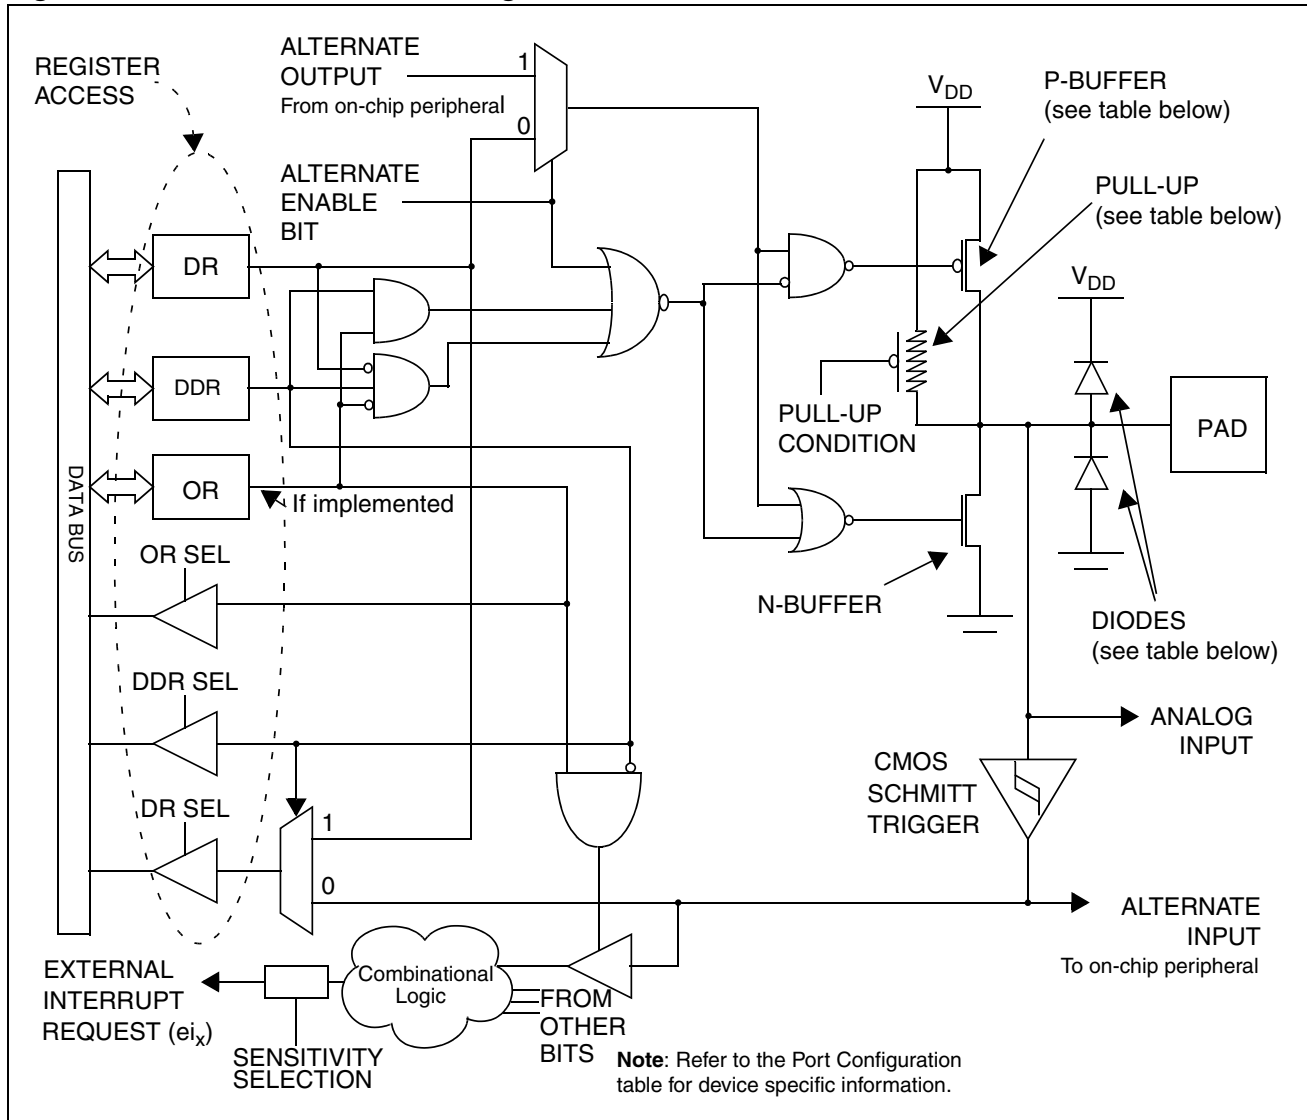 REGISTER
ACCESS
ALTERNATE
OUTPUT
From on-chip peripheral
1
0
ALTERNATE
ENABLE
BIT
VDD
P-BUFFER
(see table below)
PULL-UP
(see table below)
VDD
DR
DDR
OR
If implemented
PULL-UP
CONDITION
PAD
DATA BUS
OR SEL
N-BUFFER
DIODES
(see table below)
DDR SEL
ANALOG
INPUT
CMOS
SCHMITT
TRIGGER
DR SEL
1
0
ALTERNATE
INPUT
To on-chip peripheral
EXTERNAL
INTERRUPT
REQUEST (eix)
Combinational
Logic
FROM
OTHER
BITS
SENSITIVITY
SELECTION
Note: Refer to the Port Configuration
table for device specific information.